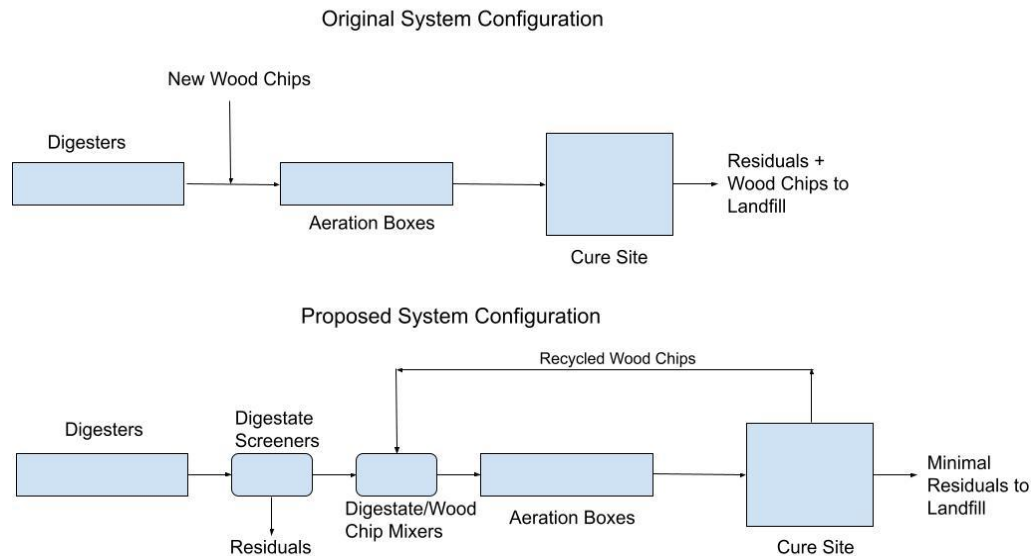 Original System Configuration
New Wood Chips
Digesters
Aeration Boxes
Cure Site
Residuals +
Wood Chips to
Landfill
Proposed System Configuration
Recycled Wood Chips
Digesters
Digestate
Screeners
Residuals
Digestate/Wood
Chip Mixers
Aeration Boxes
Cure Site
Minimal
Residuals to
Landfill